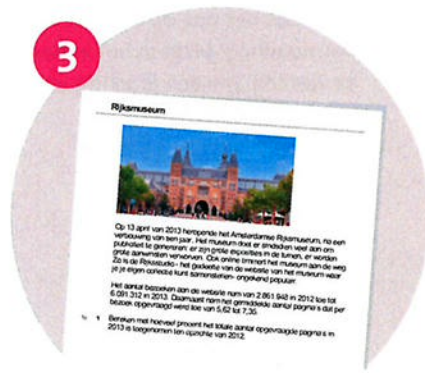 3
Rijksmuseum
Op 13 april van 2013 heropende het Amsterdamse Rijksmuseum, na een
verbouwing van tien jaar. Het museum doet er sindsdien veel aan om
publiciteit te genereren: er zijn grote exposities in de tuinen, er worden
grote aanwinsten verworven. Ook online timmert het museum aan de weg.
Zo is de Rijksstudio - het gedeelte van de website van het museum waar
je je eigen collectie kunt samenstellen - ongekend populair.
Het aantal bezoeken aan de website nam van 2 861 948 in 2012 toe tot
6 091 312 in 2013. Daarnaast nam het gemiddelde aantal pagina's dat per
bezoek opgevraagd werd toe van 5,62 tot 7,35.
1 Bereken met hoeveel procent het totale aantal opgevraagde pagina's in
2013 is toegenomen ten opzichte van 2012.